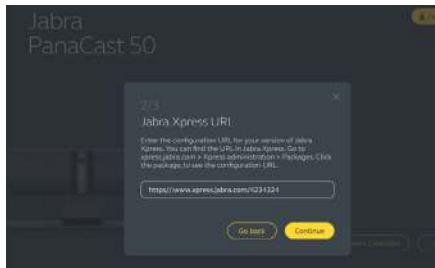 Jabra
PanaCast 50
2/3
Jabra Xpress URL
Enter the configuration URL for your version of Jabra
Xpress. You can find the URL in Jabra Xpress. Go to
xpress.jabra.com > Xpress administration > Packages. Click
the package, to see the configuration URL.
https//www.xpress.jabra.com/4234324
Go back
Continue